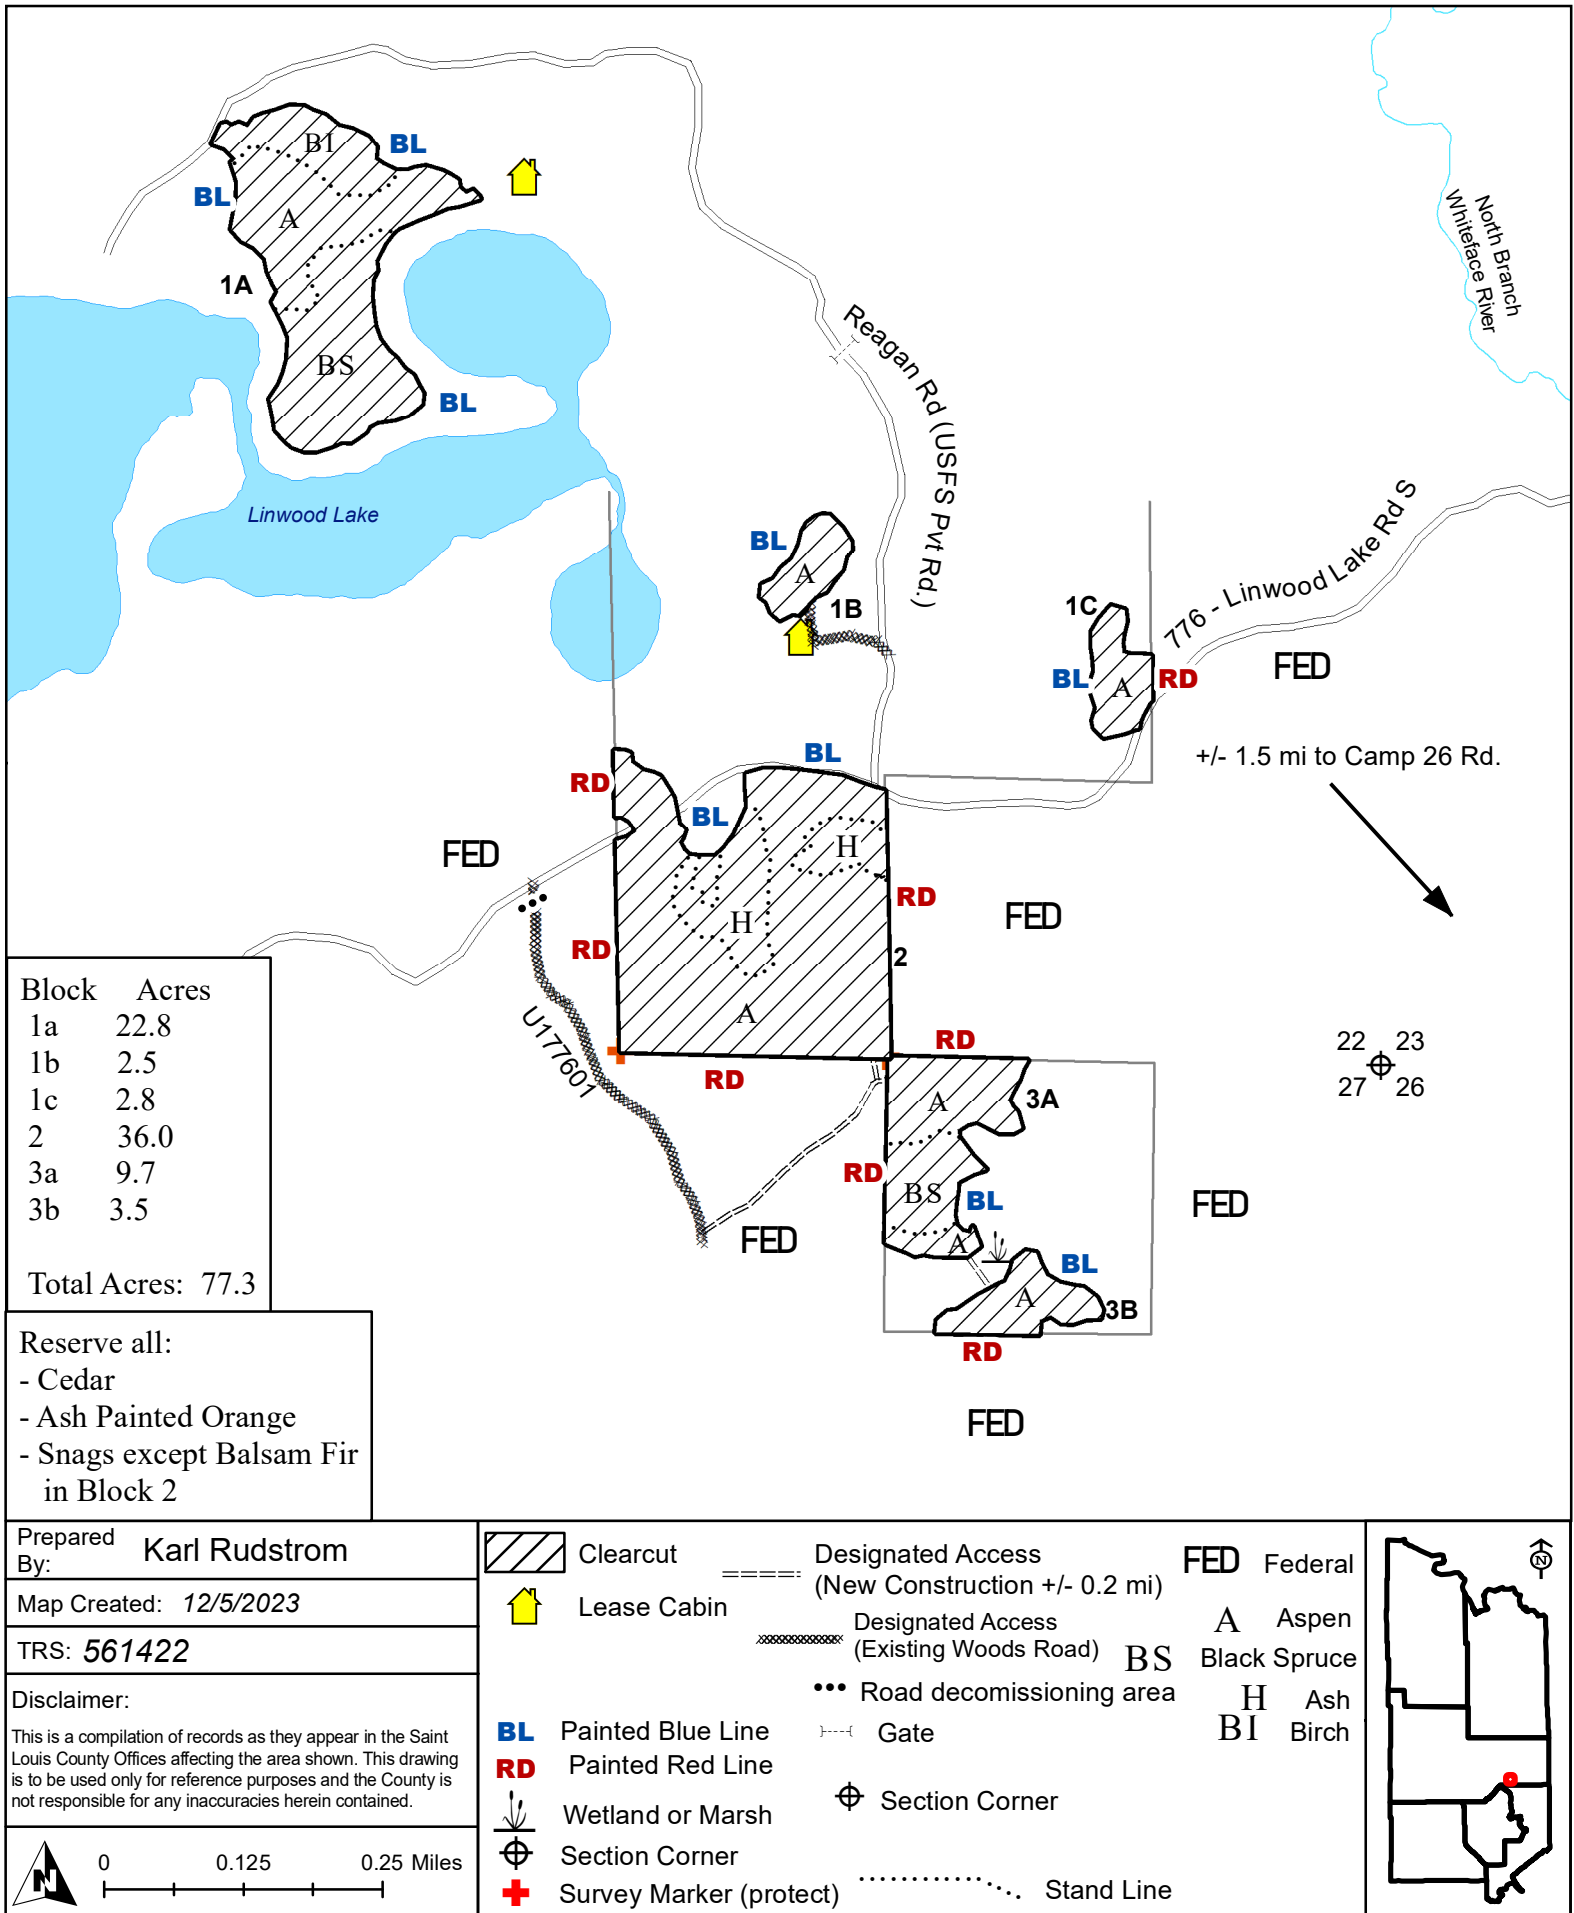 BI
BL
BL
A
1A
BS
BL
Linwood Lake
North Branch
Whiteface River
Reagan Rd (USFS Pvt Rd.)
BL
A
1B
1C
776 - Linwood Lake Rd S
BL
A
RD
FED
+/- 1.5 mi to Camp 26 Rd.
BL
RD
BL
H
FED
RD
FED
H
RD
2
A
U177601
RD
RD
22 23
27 26
A
3A
RD
BS
BL
FED
FED
A
BL
A
3B
RD
FED
Block Acres
1a 22.8
1b 2.5
1c 2.8
2 36.0
3a 9.7
3b 3.5
Total Acres: 77.3
Reserve all:
- Cedar
- Ash Painted Orange
- Snags except Balsam Fir
in Block 2
Prepared
By: Karl Rudstrom
Map Created: 12/5/2023
TRS: 561422
Disclaimer:
This is a compilation of records as they appear in the Saint
Louis County Offices affecting the area shown. This drawing
is to be used only for reference purposes and the County is
not responsible for any inaccuracies herein contained.
N
0 0.125 0.25 Miles
Clearcut
Lease Cabin
BL Painted Blue Line
RD Painted Red Line
Wetland or Marsh
Section Corner
Survey Marker (protect)
Designated Access
(New Construction +/- 0.2 mi)
Designated Access
(Existing Woods Road)
Road decomissioning area
Gate
Section Corner
Stand Line
FED Federal
A Aspen
BS Black Spruce
H Ash
BI Birch
N